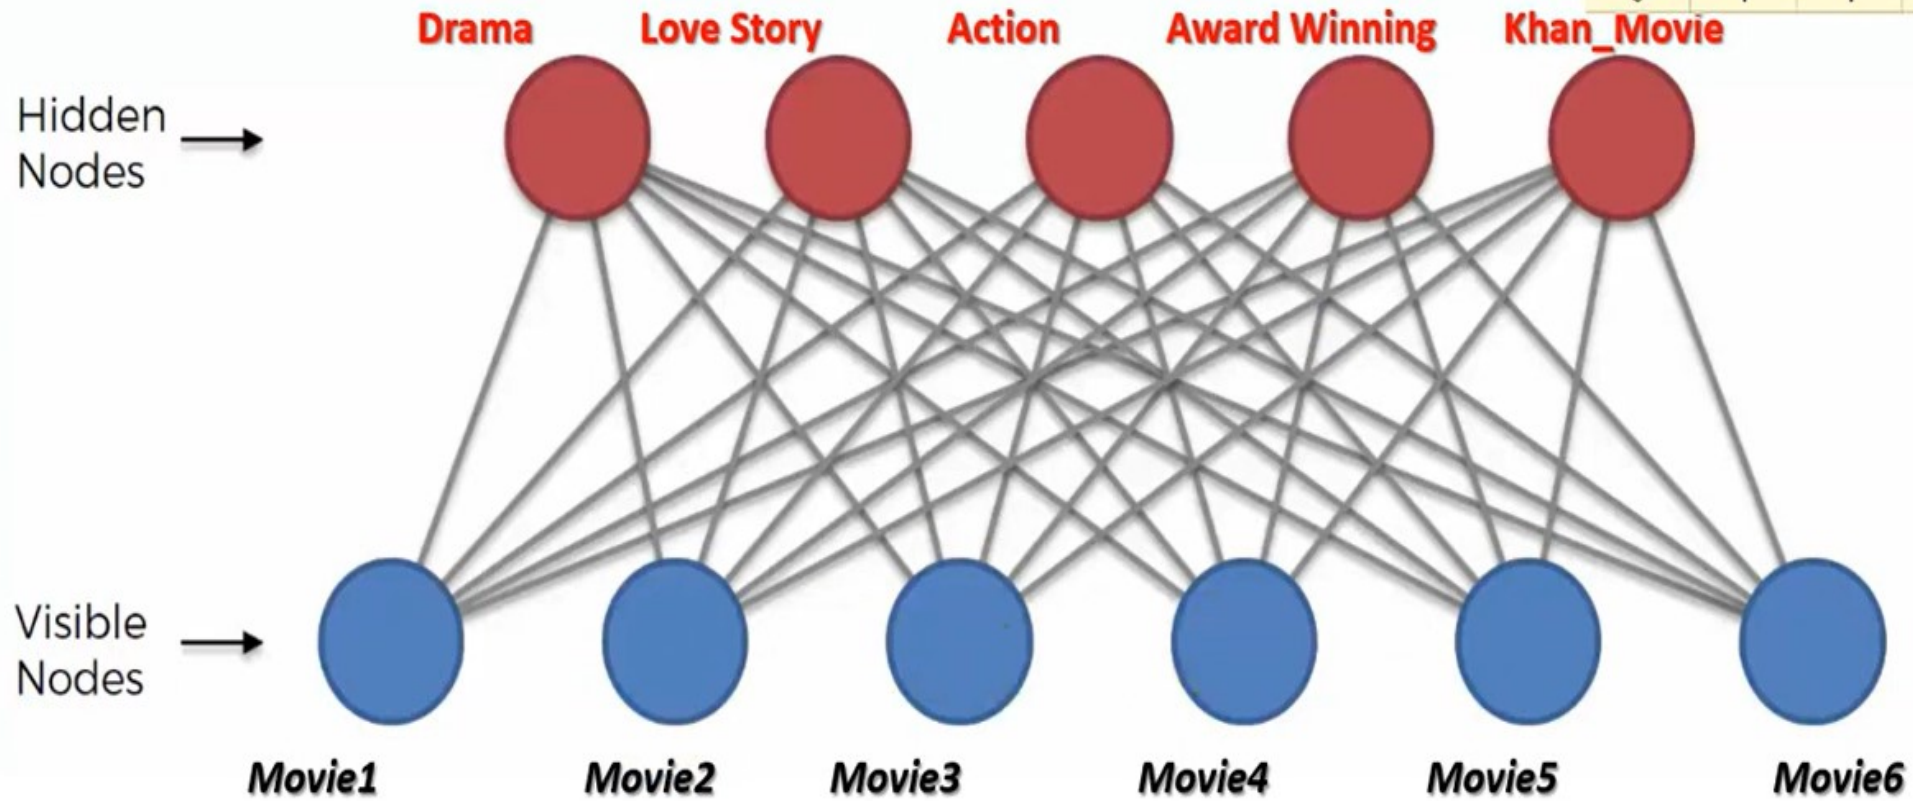 Drama
Love Story
Action
Award Winning
Khan_Movie
Hidden
Nodes
Visible
Nodes
Movie1
Movie2
Movie3
Movie4
Movie5
Movie6